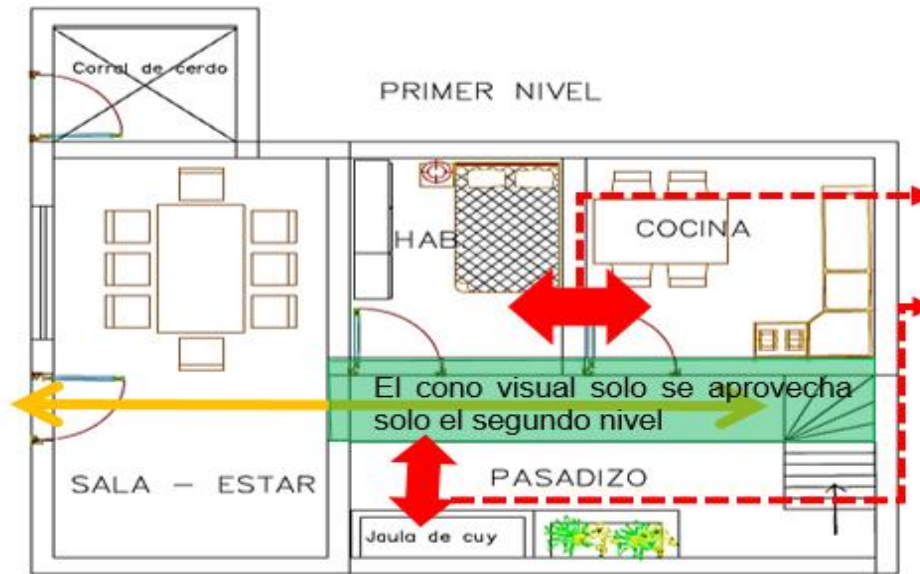 Corral de cerdo
PRIMER NIVEL
HAB.
COCINA
El cono visual solo se aprovecha
solo el segundo nivel
SALA – ESTAR
PASADIZO
Jaula de cuy